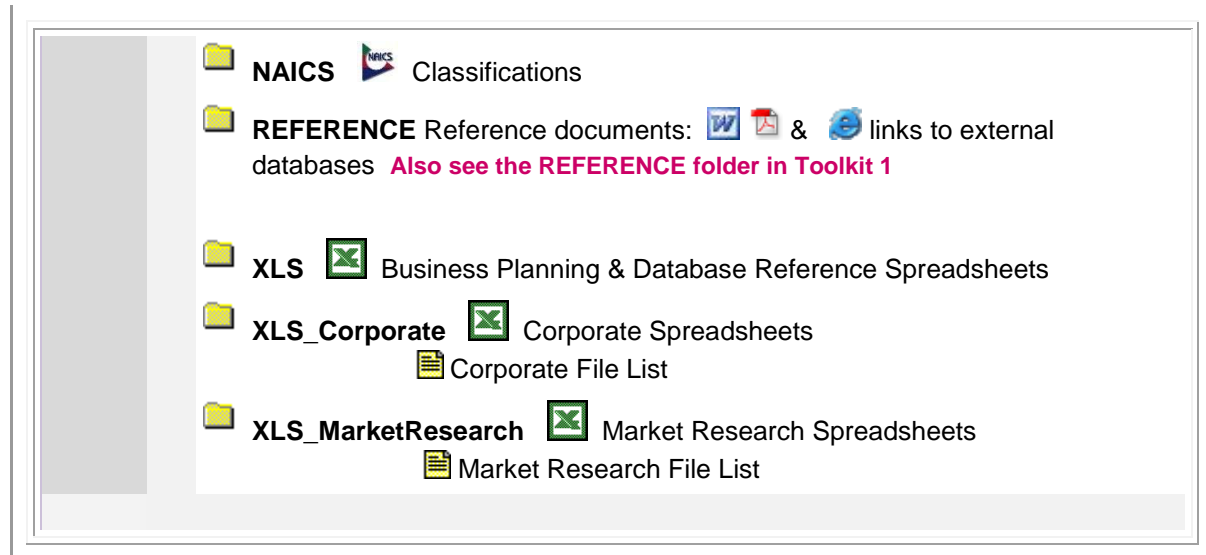 NAICS NAICS Classifications
REFERENCE Reference documents: W & e links to external
databases Also see the REFERENCE folder in Toolkit 1
XLS X Business Planning & Database Reference Spreadsheets
XLS_Corporate X Corporate Spreadsheets
Corporate File List
XLS_MarketResearch X Market Research Spreadsheets
Market Research File List